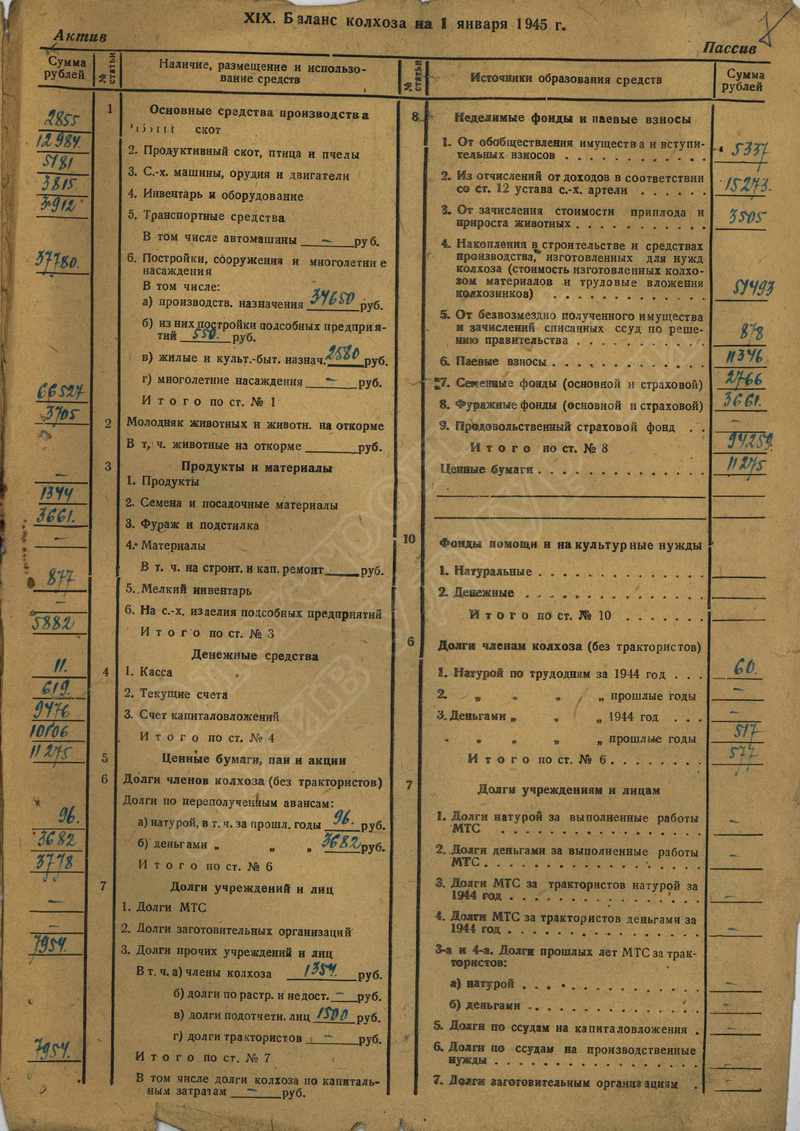 XIX. Баланс колхоза на 1 января 1945 г.
Актив
Пассив
Сумма рублей
№ статьи
Наличие, размещение и использо-
вание средств
№ статьи
Источники образования средств
Сумма рублей
1
Основные средства производства
2855
скот
12984
2. Продуктивный скот, птица и пчелы
5181
3. С.-х. машины, орудия и двигатели
3815
4. Инвентарь и оборудование
3912
5. Транспортные средства
В том числе автомашины — руб.
37780.
6. Постройки, сооружения и многолетние
насаждения
В том числе:
а) производств. назначения 34650 руб.
б) из них постройки подсобных предприя-
тий 550. руб.
в) жилые и культ.-быт. назнач. 2580 руб.
г) многолетние насаждения — руб.
66527
Итого по ст. № 1
3705
2
Молодняк животных и животн. на откорме
В т. ч. животные на откорме руб.
3
Продукты и материалы
—
1. Продукты
1344
2. Семена и посадочные материалы
3661.
3. Фураж и подстилка
—
4. Материалы
В т. ч. на строит. и кап. ремонт руб.
877
5. Мелкий инвентарь
—
6. На с.-х. изделия подсобных предприятий
5882
Итого по ст. № 3
Денежные средства
11.
4
1. Касса
619.
2. Текущие счета
9476
3. Счет капиталовложений
10106
Итого по ст. № 4
11275
5
Ценные бумаги, паи и акции
6
Долги членов колхоза (без трактористов)
Долги по переполученным авансам:
96.
а) натурой, в т. ч. за прошл. годы 96. руб.
3682
б) деньгами „ „ „ 3682 руб.
3778
Итого по ст. № 6
7
Долги учреждений и лиц
—
1. Долги МТС
—
2. Долги заготовительных организаций
7954.
3. Долги прочих учреждений и лиц
В т. ч. а) члены колхоза 1354. руб.
б) долги по растр. и недост. — руб.
в) долги подотчетн. лиц 1500 руб.
г) долги трактористов — руб.
7954.
Итого по ст. № 7
В том числе долги колхоза по капиталь-
ным затратам — руб.
8
Неделимые фонды и паевые взносы
1. От обобществления имущества и вступи-
тельных взносов
5337
2. Из отчислений от доходов в соответствии
со ст. 12 устава с.-х. артели
15273.
3. От зачисления стоимости приплода и
прироста животных
3505
4. Накопления в строительстве и средствах
производства, изготовленных для нужд
колхоза (стоимость изготовленных колхо-
зом материалов и трудовые вложения
колхозников)
51493
5. От безвозмездно полученного имущества
и зачислений списанных ссуд по реше-
нию правительства
878
6. Паевые взносы
11346
7. Семенные фонды (основной и страховой)
2766
8. Фуражные фонды (основной и страховой)
3661.
9. Продовольственный страховой фонд
—
Итого по ст. № 8
94259
Ценные бумаги
11275
10
Фонды помощи и на культурные нужды
1. Натуральные
2. Денежные
Итого по ст. № 10
6
Долги членам колхоза (без трактористов)
1. Натурой по трудодням за 1944 год
60.
2. „ „ „ „ прошлые годы
—
3. Деньгами „ „ „ 1944 год
—
„ „ „ „ „ прошлые годы
517
Итого по ст. № 6
577
7
Долги учреждениям и лицам
1. Долги натурой за выполненные работы
МТС
—
2. Долги деньгами за выполненные работы
МТС
—
3. Долги МТС за трактористов натурой за
1944 год
—
4. Долги МТС за трактористов деньгами за
1944 год
—
3-а и 4-а. Долги прошлых лет МТС за трак-
тористов:
а) натурой
—
б) деньгами
—
5. Долги по ссудам на капиталовложения
—
6. Долги по ссудам на производственные
нужды
—
7. Долги заготовительным организациям
—